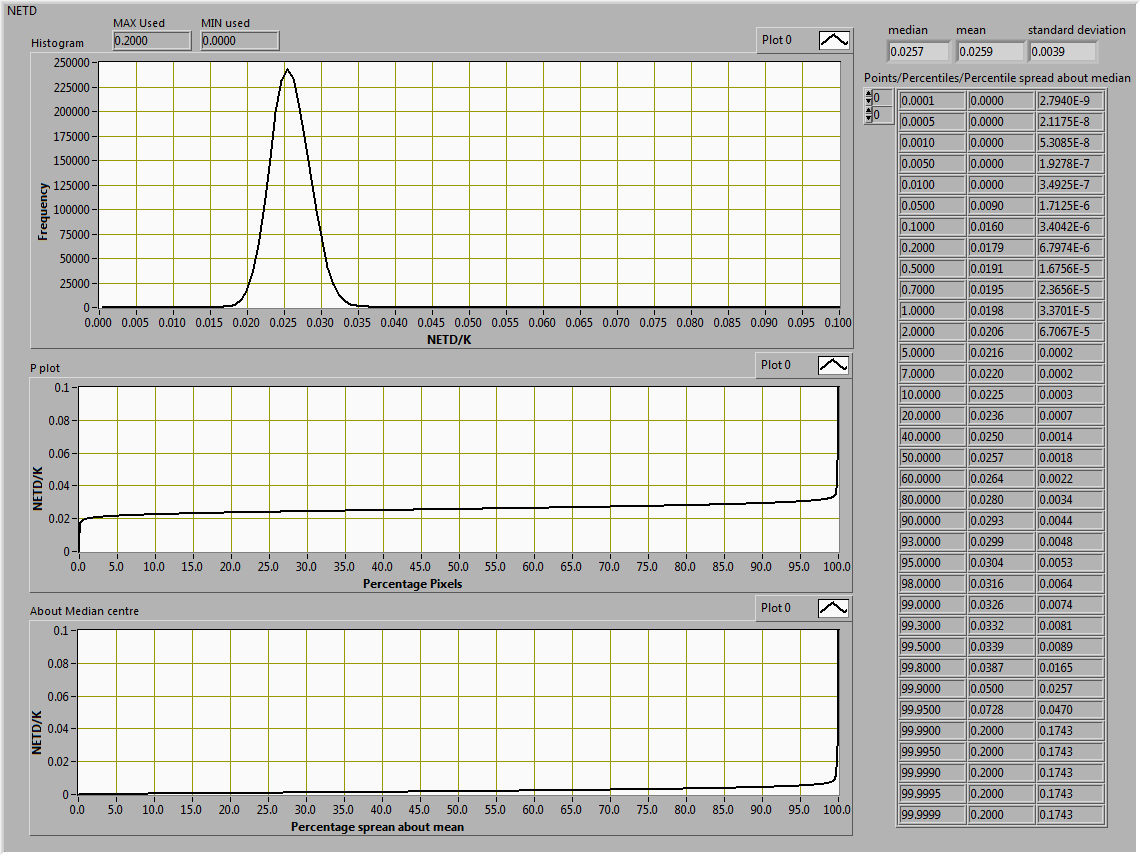 NETD
MAX Used
MIN used
0.2000
0.0000
Histogram
Plot 0
250000
225000
200000
175000
150000
125000
100000
75000
50000
25000
0
Frequency
0.000 0.005 0.010 0.015 0.020 0.025 0.030 0.035 0.040 0.045 0.050 0.055 0.060 0.065 0.070 0.075 0.080 0.085 0.090 0.095 0.100
NETD/K
P plot
Plot 0
0.1
0.08
0.06
0.04
0.02
0
NETD/K
0.0 5.0 10.0 15.0 20.0 25.0 30.0 35.0 40.0 45.0 50.0 55.0 60.0 65.0 70.0 75.0 80.0 85.0 90.0 95.0 100.0
Percentage Pixels
About Median centre
Plot 0
0.1
0.08
0.06
0.04
0.02
0
NETD/K
0.0 5.0 10.0 15.0 20.0 25.0 30.0 35.0 40.0 45.0 50.0 55.0 60.0 65.0 70.0 75.0 80.0 85.0 90.0 95.0 100.0
Percentage sprean about mean
median mean standard deviation
0.0257 0.0259 0.0039
Points/Percentiles/Percentile spread about median
0
0
0.0001 0.0000 2.7940E-9
0.0005 0.0000 2.1175E-8
0.0010 0.0000 5.3085E-8
0.0050 0.0000 1.9278E-7
0.0100 0.0000 3.4925E-7
0.0500 0.0090 1.7125E-6
0.1000 0.0160 3.4042E-6
0.2000 0.0179 6.7974E-6
0.5000 0.0191 1.6756E-5
0.7000 0.0195 2.3656E-5
1.0000 0.0198 3.3701E-5
2.0000 0.0206 6.7067E-5
5.0000 0.0216 0.0002
7.0000 0.0220 0.0002
10.0000 0.0225 0.0003
20.0000 0.0236 0.0007
40.0000 0.0250 0.0014
50.0000 0.0257 0.0018
60.0000 0.0264 0.0022
80.0000 0.0280 0.0034
90.0000 0.0293 0.0044
93.0000 0.0299 0.0048
95.0000 0.0304 0.0053
98.0000 0.0316 0.0064
99.0000 0.0326 0.0074
99.3000 0.0332 0.0081
99.5000 0.0339 0.0089
99.8000 0.0387 0.0165
99.9000 0.0500 0.0257
99.9500 0.0728 0.0470
99.9900 0.2000 0.1743
99.9950 0.2000 0.1743
99.9990 0.2000 0.1743
99.9995 0.2000 0.1743
99.9999 0.2000 0.1743